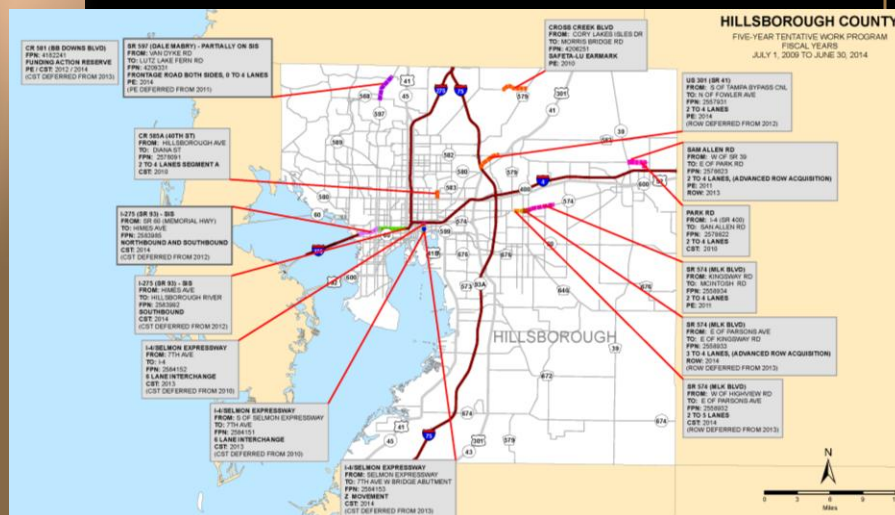 HILLSBOROUGH COUNTY
FIVE-YEAR TENTATIVE WORK PROGRAM
FISCAL YEARS
JULY 1, 2009 TO JUNE 30, 2014
CR 581 (BB DOWNS BLVD)
FPN: 4182241
FUNDING ACTION RESERVE
PE / CST: 2012 / 2014
(CST DEFERRED FROM 2013)
SR 597 (DALE MABRY) - PARTIALLY ON SIS
FROM: VAN DYKE RD
TO: LUTZ LAKE FERN RD
FPN: 4209331
FRONTAGE ROAD BOTH SIDES, 0 TO 4 LANES
PE: 2014
(PE DEFERRED FROM 2011)
CROSS CREEK BLVD
FROM: CORY LAKES ISLES DR
TO: MORRIS BRIDGE RD
FPN: 4206251
SAFETA-LU EARMARK
PE: 2010
US 301 (SR 41)
FROM: S OF TAMPA BYPASS CNL
TO: N OF FOWLER AVE
FPN: 2557931
2 TO 4 LANES
PE: 2014
(ROW DEFERRED FROM 2012)
CR 585A (40TH ST)
FROM: HILLSBOROUGH AVE
TO: DIANA ST
FPN: 2578091
2 TO 4 LANES SEGMENT A
CST: 2010
SAM ALLEN RD
FROM: W OF SR 39
TO: E OF PARK RD
FPN: 2578623
2 TO 4 LANES, (ADVANCED ROW ACQUISITION)
PE: 2011
ROW: 2013
PARK RD
FROM: I-4 (SR 400)
TO: SAN ALLEN RD
FPN: 2578622
2 TO 4 LANES
CST: 2010
I-275 (SR 93) - SIS
FROM: SR 60 (MEMORIAL HWY)
TO: HIMES AVE
FPN: 2583985
NORTHBOUND AND SOUTHBOUND
CST: 2014
(CST DEFERRED FROM 2012)
SR 574 (MLK BLVD)
FROM: KINGSWAY RD
TO: MCINTOSH RD
FPN: 2558934
2 TO 4 LANES
PE: 2011
I-275 (SR 93) - SIS
FROM: HIMES AVE
TO: HILLSBOROUGH RIVER
FPN: 2583992
SOUTHBOUND
CST: 2014
(CST DEFERRED FROM 2012)
SR 574 (MLK BLVD)
FROM: E OF PARSONS AVE
TO: E OF KINGSWAY RD
FPN: 2558933
3 TO 4 LANES, (ADVANCED ROW ACQUISITION)
ROW: 2014
(ROW DEFERRED FROM 2013)
HILLSBOROUGH
I-4/SELMON EXPRESSWAY
FROM: 7TH AVE
TO: I-4
FPN: 2584152
6 LANE INTERCHANGE
CST: 2013
(CST DEFERRED FROM 2010)
SR 574 (MLK BLVD)
FROM: W OF HIGHVIEW RD
TO: E OF PARSONS AVE
FPN: 2558932
2 TO 5 LANES
CST: 2014
(ROW DEFERRED FROM 2013)
I-4/SELMON EXPRESSWAY
FROM: S OF SELMON EXPRESSWAY
TO: 7TH AVE
FPN: 2584151
6 LANE INTERCHANGE
CST: 2013
(CST DEFERRED FROM 2010)
I-4/SELMON EXPRESSWAY
FROM: SELMON EXPRESSWAY
TO: 7TH AVE W BRIDGE ABUTMENT
FPN: 2584153
Z MOVEMENT
CST: 2014
(CST DEFERRED FROM 2013)
N
Miles